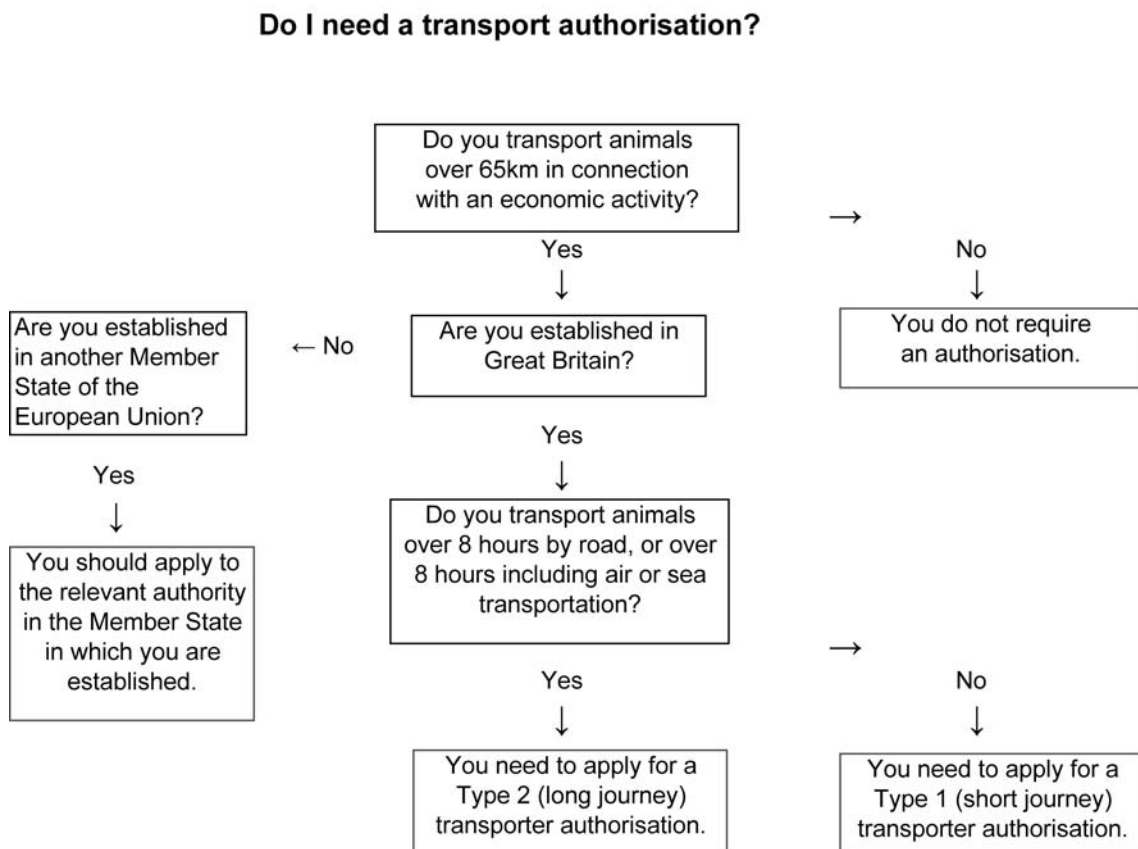 Do I need a transport authorisation?
Do you transport animals
over 65km in connection
with an economic activity?
→
Yes
No
↓
↓
Are you established
in another Member
State of the
European Union?
← No
Are you established in
Great Britain?
You do not require
an authorisation.
Yes
Yes
↓
↓
Do you transport animals
over 8 hours by road, or over
8 hours including air or sea
transportation?
You should apply to
the relevant authority
in the Member State
in which you are
established.
→
Yes
No
↓
↓
You need to apply for a
Type 2 (long journey)
transporter authorisation.
You need to apply for a
Type 1 (short journey)
transporter authorisation.